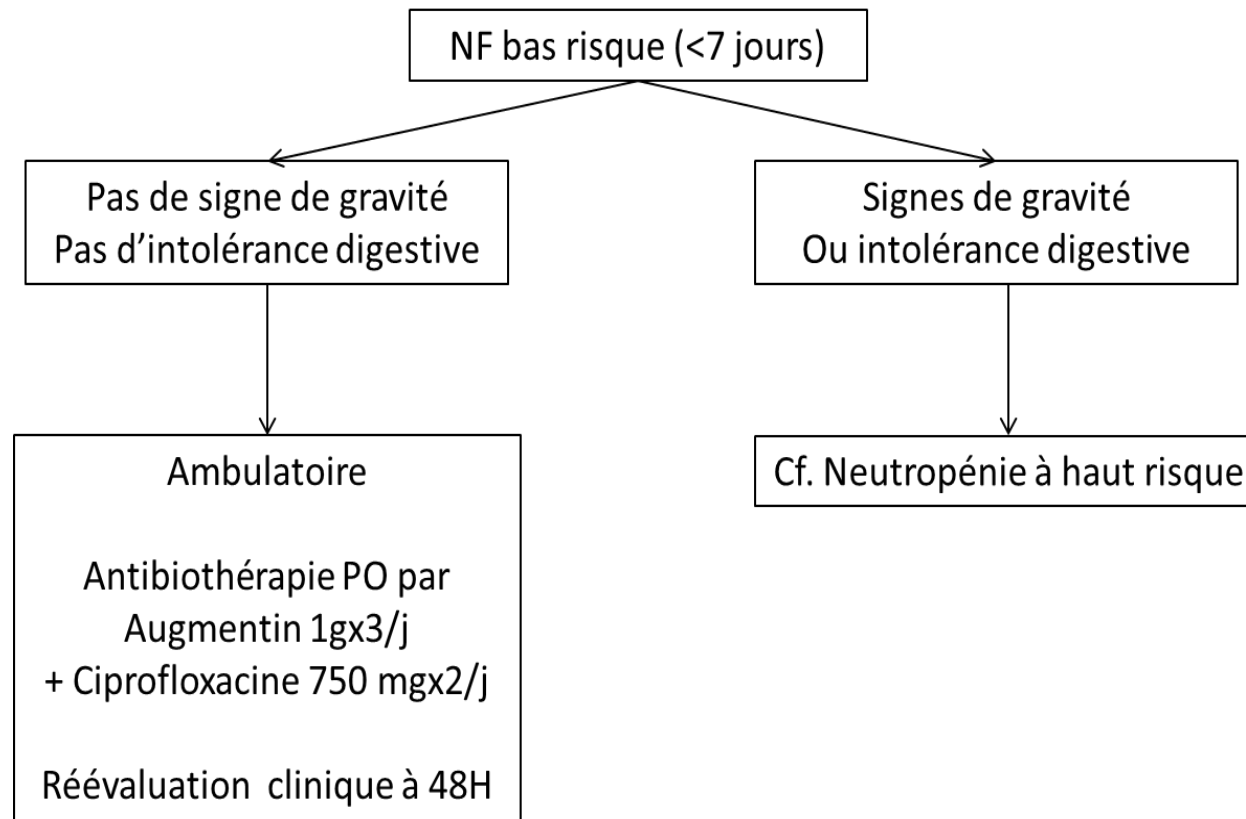 NF bas risque (<7 jours)
Pas de signe de gravité
Pas d'intolérance digestive
Signes de gravité
Ou intolérance digestive
Ambulatoire
Antibiothérapie PO par
Augmentin 1gx3/j
+ Ciprofloxacine 750 mgx2/j
Réévaluation clinique à 48H
Cf. Neutropénie à haut risque